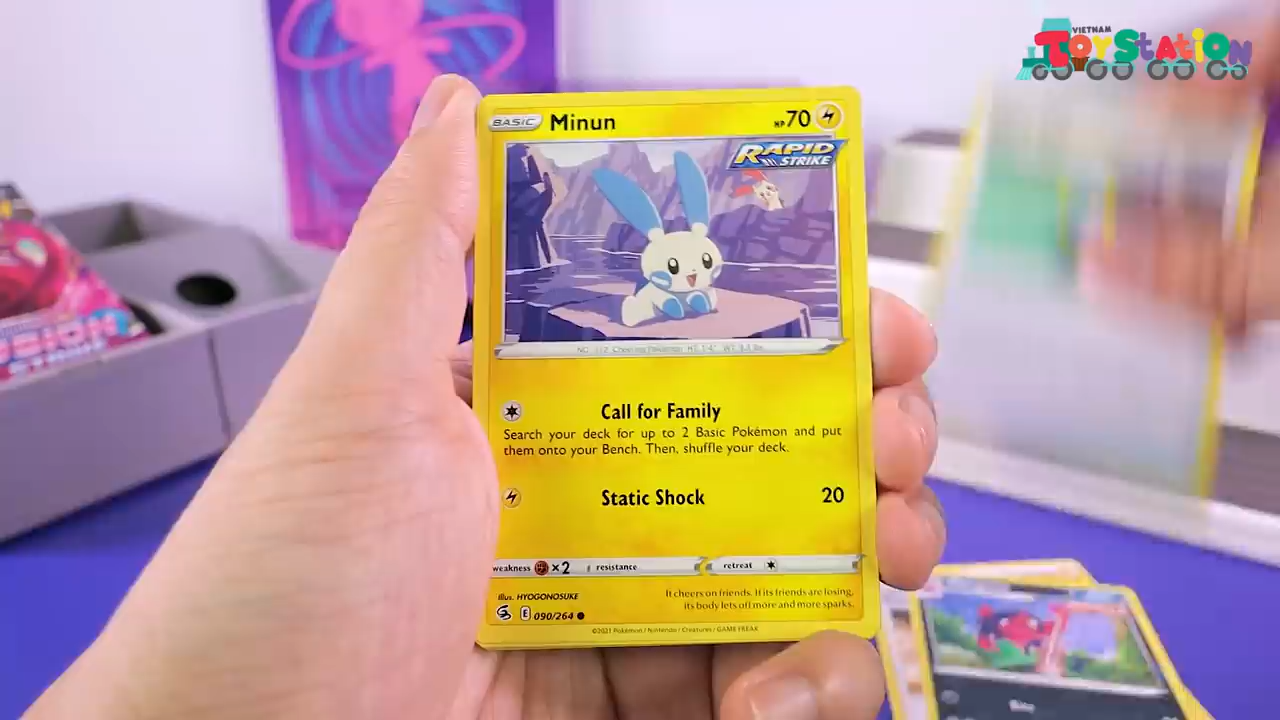 VIETNAM
TOYSTATION
BASIC Minun HP70
RAPID
STRIKE
Call for Family
Search your deck for up to 2 Basic Pokémon and put
them onto your Bench. Then, shuffle your deck.
Static Shock 20
weakness ×2 resistance retreat
illus. HYOGONOSUKE
It cheers on friends. If its friends are losing,
its body lets off more and more sparks.
E 090/264
©2021 Pokémon / Nintendo / Creatures / GAME FREAK
STRIKE